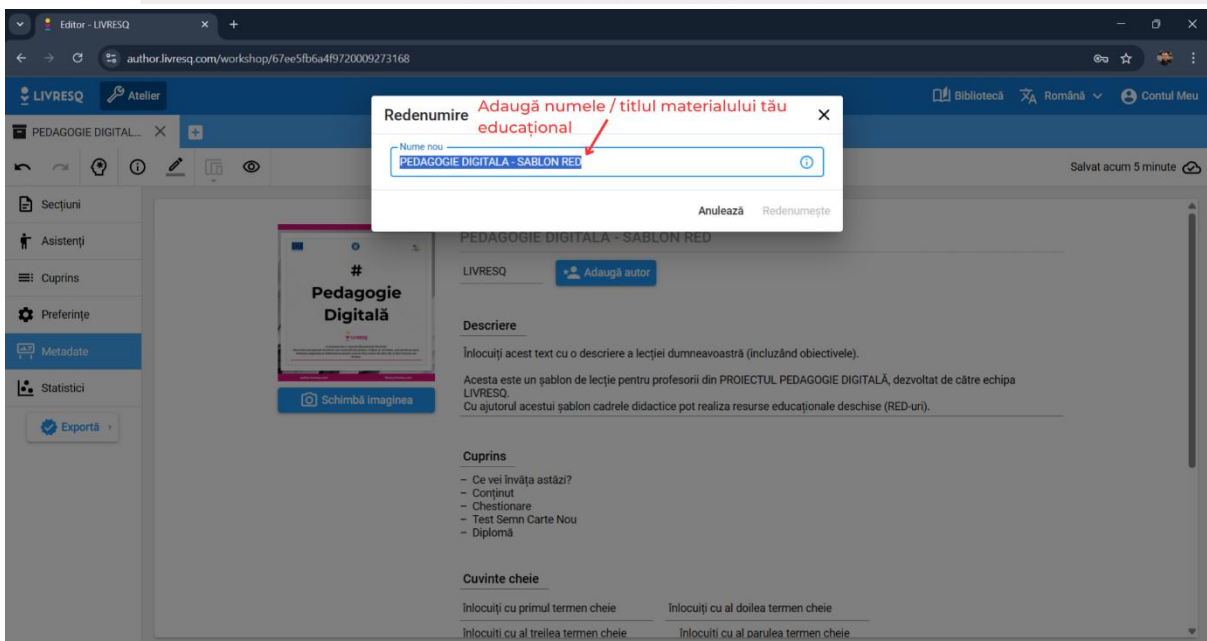 Editor - LIVRESQ
author.livresq.com/workshop/67ee5fb6a4f9720009273168
LIVRESQ
Atelier
Bibliotecă
Română
Contul Meu
PEDAGOGIE DIGITAL...
Redenumire
Adaugă numele / titlul materialului tău
educațional
Nume nou
PEDAGOGIE DIGITALA - SABLON RED
Anulează
Redenumește
Salvat acum 5 minute
Secțiuni
Asistenți
Cuprins
Preferințe
Metadate
Statistici
Exportă
#
Pedagogie
Digitală
Schimbă imaginea
PEDAGOGIE DIGITALA - SABLON RED
LIVRESQ
Adaugă autor
Descriere
Înlocuiți acest text cu o descriere a lecției dumneavoastră (incluzând obiectivele).
Acesta este un șablon de lecție pentru profesorii din PROIECTUL PEDAGOGIE DIGITALĂ, dezvoltat de către echipa
LIVRESQ.
Cu ajutorul acestui șablon cadrele didactice pot realiza resurse educaționale deschise (RED-uri).
Cuprins
– Ce vei învăța astăzi?
– Conținut
– Chestionare
– Test Semn Carte Nou
– Diplomă
Cuvinte cheie
înlocuiți cu primul termen cheie
înlocuiți cu al doilea termen cheie
înlocuiti cu al treilea termen cheie
înlocuiti cu al parulea termen cheie